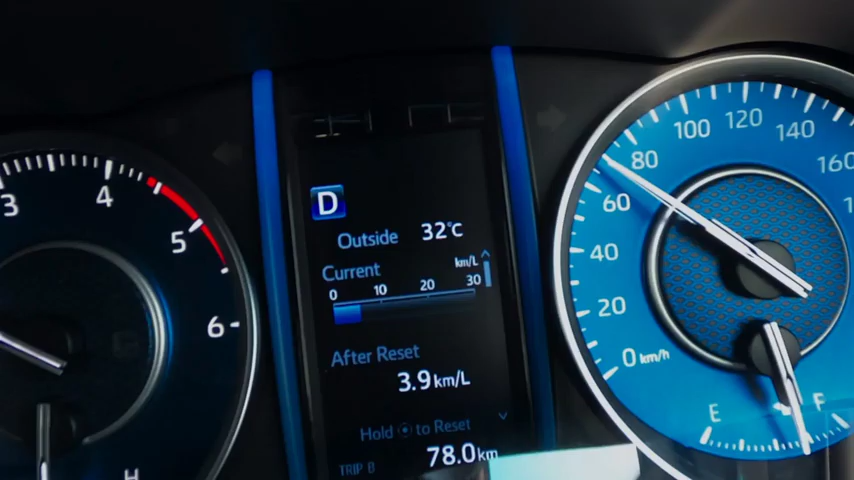 3
4
5
6
H
D
Outside 32°C
Current km/L
0 10 20 30
After Reset
3.9 km/L
Hold to Reset
TRIP B 78.0 km
0 km/h
20
40
60
80
100
120
140
160
E F